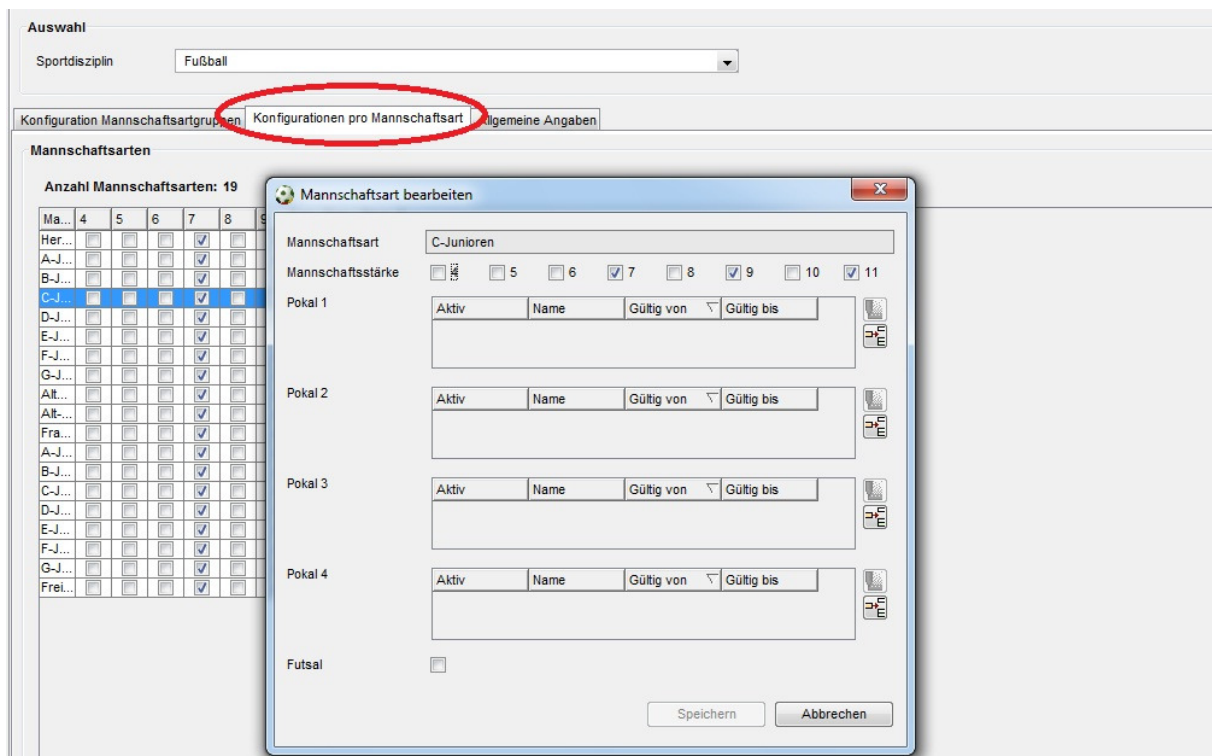 Auswahl
Sportdisziplin Fußball
Konfiguration Mannschaftsartgruppen Konfigurationen pro Mannschaftsart Allgemeine Angaben
Mannschaftsarten
Anzahl Mannschaftsarten: 19
Ma... 4 5 6 7 8 9
Her...
A-J...
B-J...
C-J...
D-J...
E-J...
F-J...
G-J...
Alt...
Alt-...
Fra...
A-J...
B-J...
C-J...
D-J...
E-J...
F-J...
G-J...
Frei...
Mannschaftsart bearbeiten
Mannschaftsart C-Junioren
Mannschaftsstärke 4 5 6 7 8 9 10 11
Pokal 1 Aktiv Name Gültig von Gültig bis
Pokal 2 Aktiv Name Gültig von Gültig bis
Pokal 3 Aktiv Name Gültig von Gültig bis
Pokal 4 Aktiv Name Gültig von Gültig bis
Futsal
Speichern Abbrechen